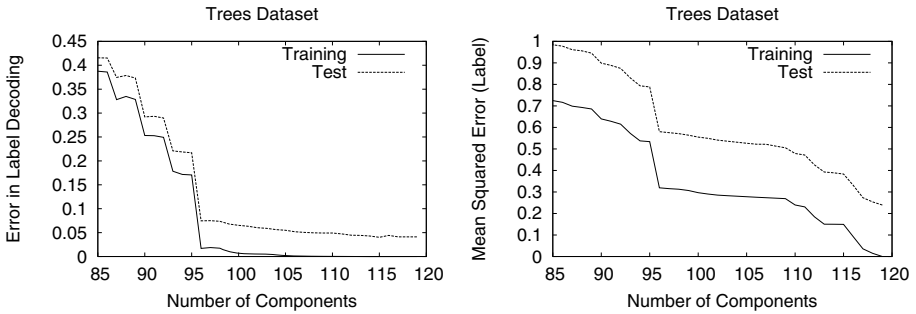 Trees Dataset
Error in Label Decoding
0.45
0.4
0.35
0.3
0.25
0.2
0.15
0.1
0.05
0
Training
Test
85 90 95 100 105 110 115 120
Number of Components
Trees Dataset
Mean Squared Error (Label)
1
0.9
0.8
0.7
0.6
0.5
0.4
0.3
0.2
0.1
0
Training
Test
85 90 95 100 105 110 115 120
Number of Components